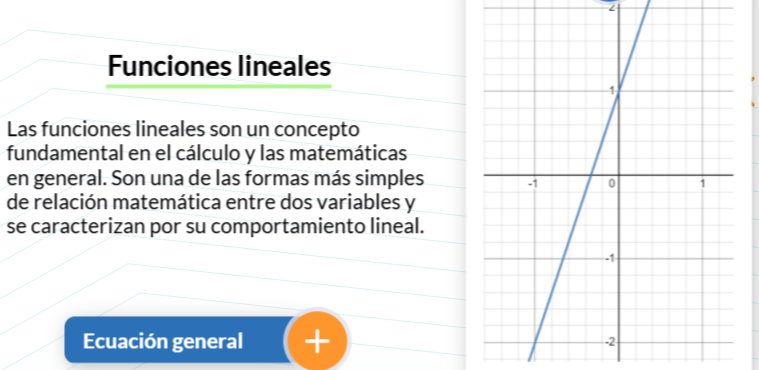 Funciones lineales
Las funciones lineales son un concepto
fundamental en el cálculo y las matemáticas
en general. Son una de las formas más simples
de relación matemática entre dos variables y
se caracterizan por su comportamiento lineal.
Ecuación general
+
2
1
-1 0 1
-1
-2